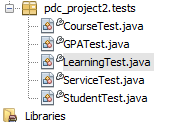 pdc_project2.tests
CourseTest.java
GPATest.java
LearningTest.java
ServiceTest.java
StudentTest.java
Libraries